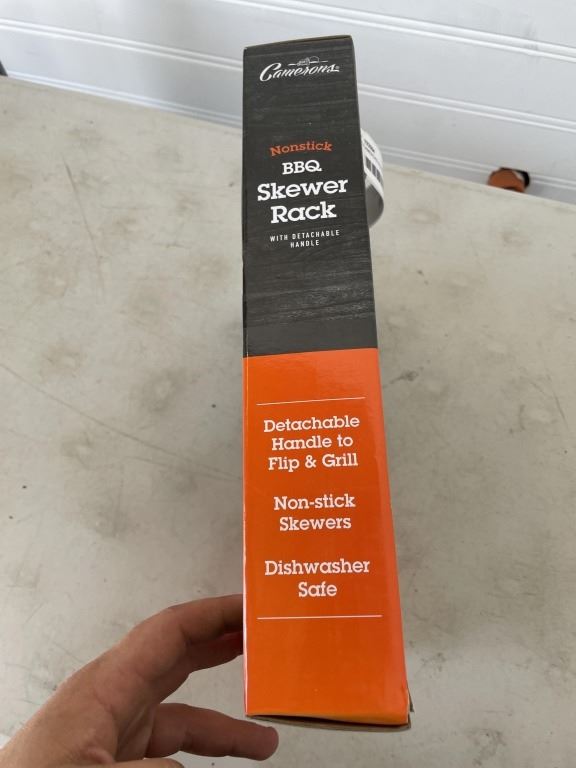 Camerons
Nonstick
BBQ
Skewer
Rack
WITH DETACHABLE
HANDLE
Detachable
Handle to
Flip & Grill
Non-stick
Skewers
Dishwasher
Safe